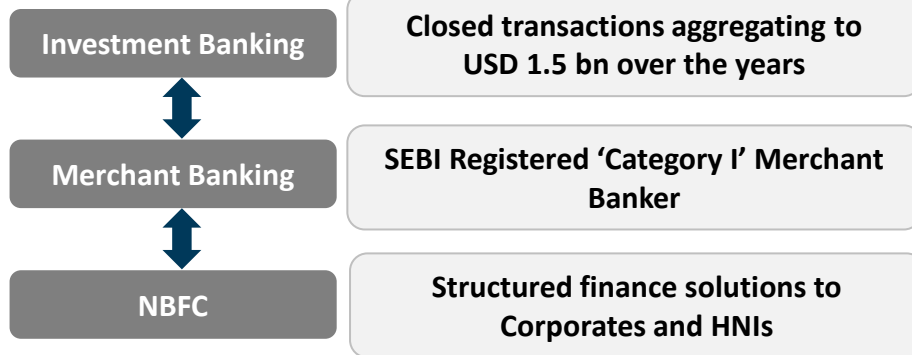 Investment Banking
Closed transactions aggregating to
USD 1.5 bn over the years
Merchant Banking
SEBI Registered ‘Category I’ Merchant
Banker
NBFC
Structured finance solutions to
Corporates and HNIs